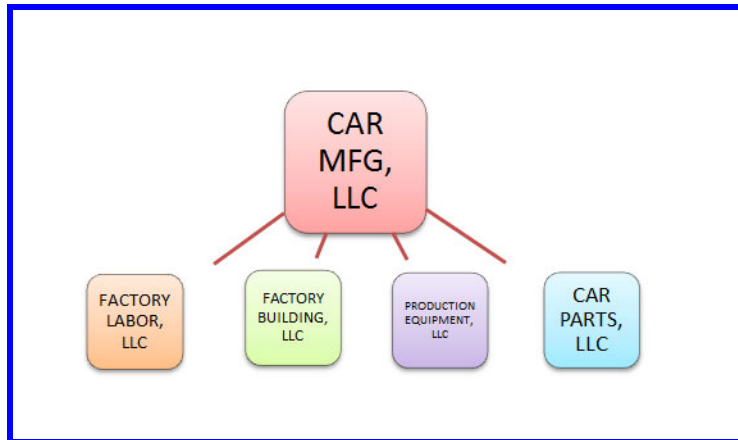 CAR
MFG,
LLC
FACTORY
LABOR,
LLC
FACTORY
BUILDING,
LLC
PRODUCTION
EQUIPMENT,
LLC
CAR
PARTS,
LLC